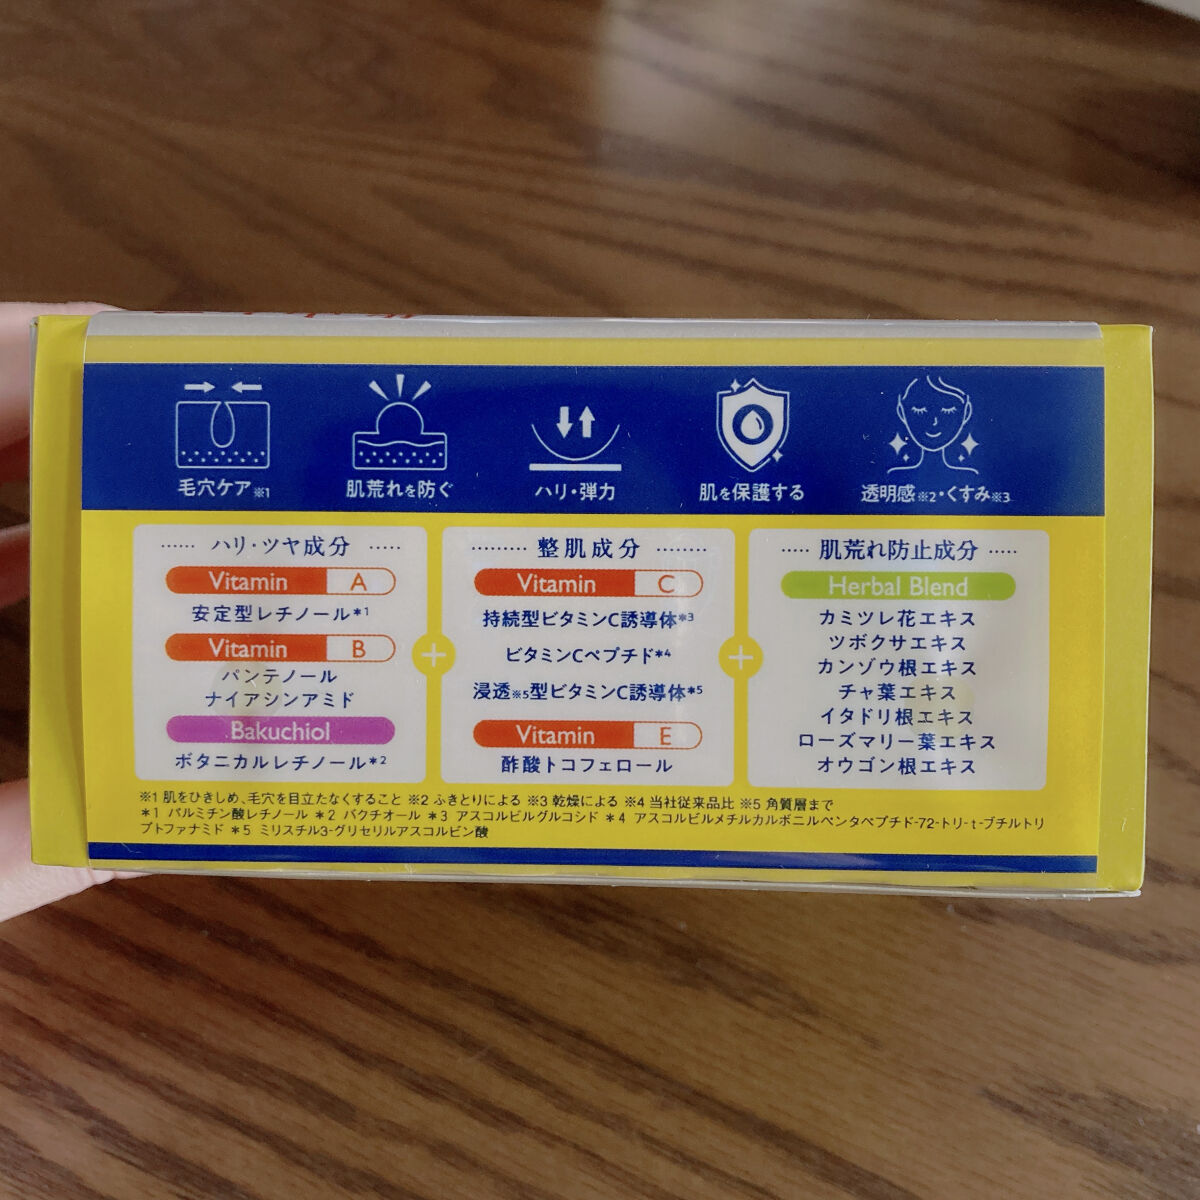 毛穴ケア※1
肌荒れを防ぐ
ハリ・弾力
肌を保護する
透明感※2・くすみ※3
ハリ・ツヤ成分
Vitamin A
安定型レチノール*1
Vitamin B
パンテノール
ナイアシンアミド
Bakuchiol
ボタニカルレチノール*2
+
整肌成分
Vitamin C
持続型ビタミンC誘導体*3
ビタミンCペプチド*4
浸透※5型ビタミンC誘導体*5
Vitamin E
酢酸トコフェロール
+
肌荒れ防止成分
Herbal Blend
カミツレ花エキス
ツボクサエキス
カンゾウ根エキス
チャ葉エキス
イタドリ根エキス
ローズマリー葉エキス
オウゴン根エキス
※1 肌をひきしめ、毛穴を目立たなくすること ※2 ふきとりによる ※3 乾燥による ※4 当社従来品比 ※5 角質層まで
*1 パルミチン酸レチノール *2 バクチオール *3 アスコルビルグルコシド *4 アスコルビルメチルカルボニルペンタペプチド-72-トリ-t-ブチルトリ
プトファナミド *5 ミリスチル3-グリセリルアスコルビン酸